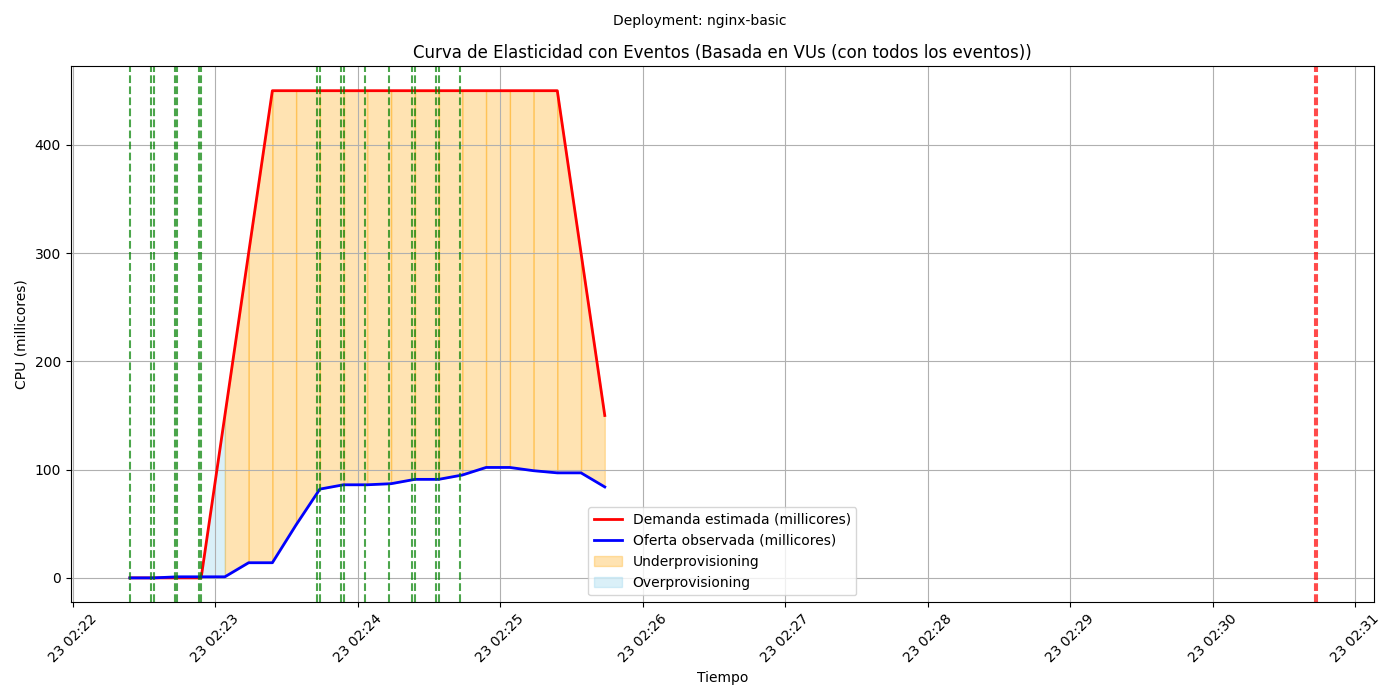 Deployment: nginx-basic
Curva de Elasticidad con Eventos (Basada en VUs (con todos los eventos))
CPU (millicores)
400
300
200
100
0
Demanda estimada (millicores)
Oferta observada (millicores)
Underprovisioning
Overprovisioning
23 02:22
23 02:23
23 02:24
23 02:25
23 02:26
23 02:27
23 02:28
23 02:29
23 02:30
23 02:31
Tiempo